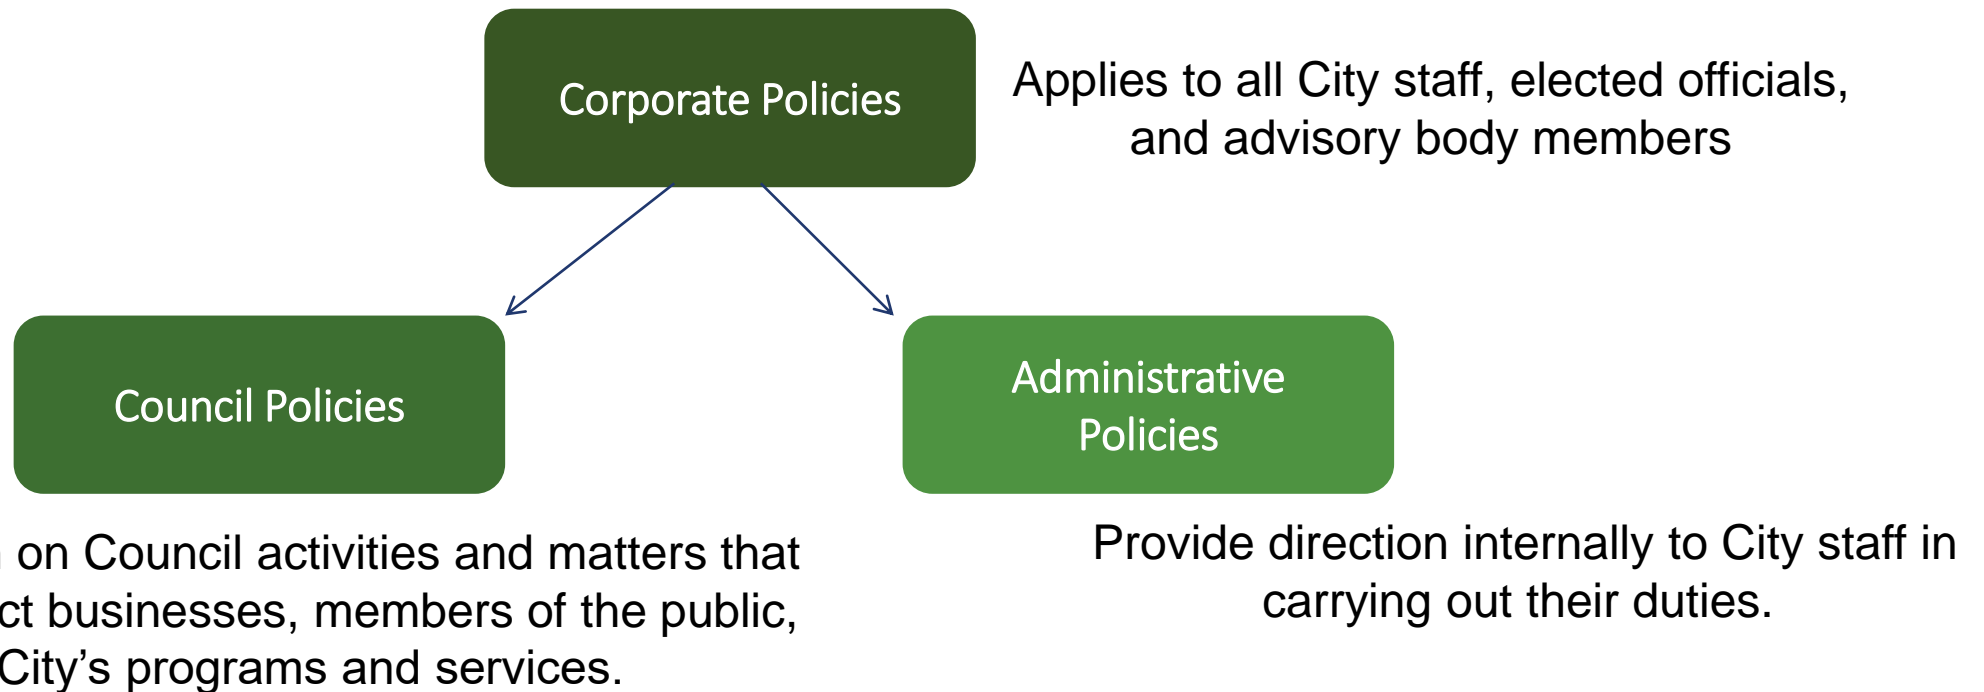 Corporate Policies
Applies to all City staff, elected officials,
and advisory body members
Council Policies
Administrative
Policies
on Council activities and matters that
businesses, members of the public,
City’s programs and services.
Provide direction internally to City staff in
carrying out their duties.